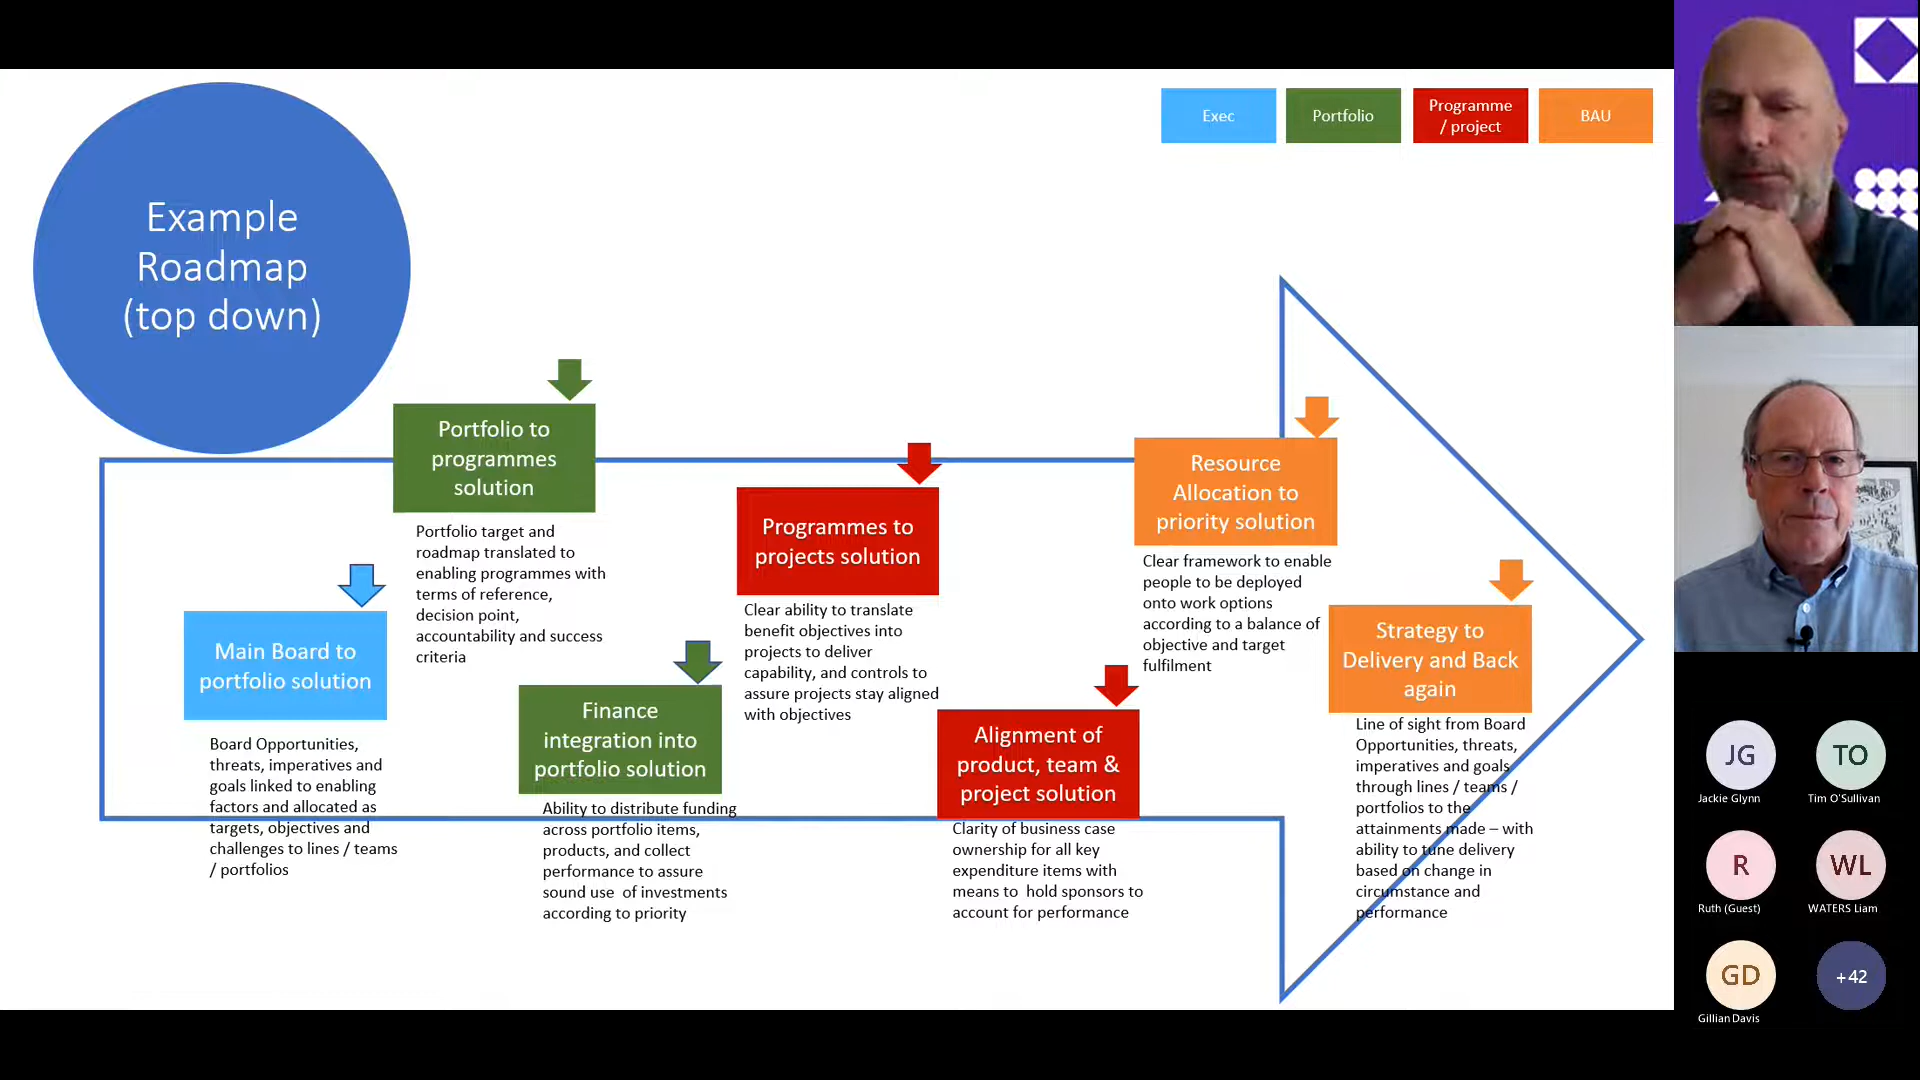 Example
Roadmap
(top down)
Exec
Portfolio
Programme
/ project
BAU
Main Board to
portfolio solution
Board Opportunities,
threats, imperatives and
goals linked to enabling
factors and allocated as
targets, objectives and
challenges to lines / teams
/ portfolios
Portfolio to
programmes
solution
Portfolio target and
roadmap translated to
enabling programmes with
terms of reference,
decision point,
accountability and success
criteria
Finance
integration into
portfolio solution
Ability to distribute funding
across portfolio items,
products, and collect
performance to assure
sound use of investments
according to priority
Programmes to
projects solution
Clear ability to translate
benefit objectives into
projects to deliver
capability, and controls to
assure projects stay aligned
with objectives
Alignment of
product, team &
project solution
Clarity of business case
ownership for all key
expenditure items with
means to hold sponsors to
account for performance
Resource
Allocation to
priority solution
Clear framework to enable
people to be deployed
onto work options
according to a balance of
objective and target
fulfilment
Strategy to
Delivery and Back
again
Line of sight from Board
Opportunities, threats,
imperatives and goals
through lines / teams /
portfolios to the
attainments made – with
ability to tune delivery
based on change in
circumstance and
performance
JG
Jackie Glynn
TO
Tim O'Sullivan
R
Ruth (Guest)
WL
WATERS Liam
GD
Gillian Davis
+42